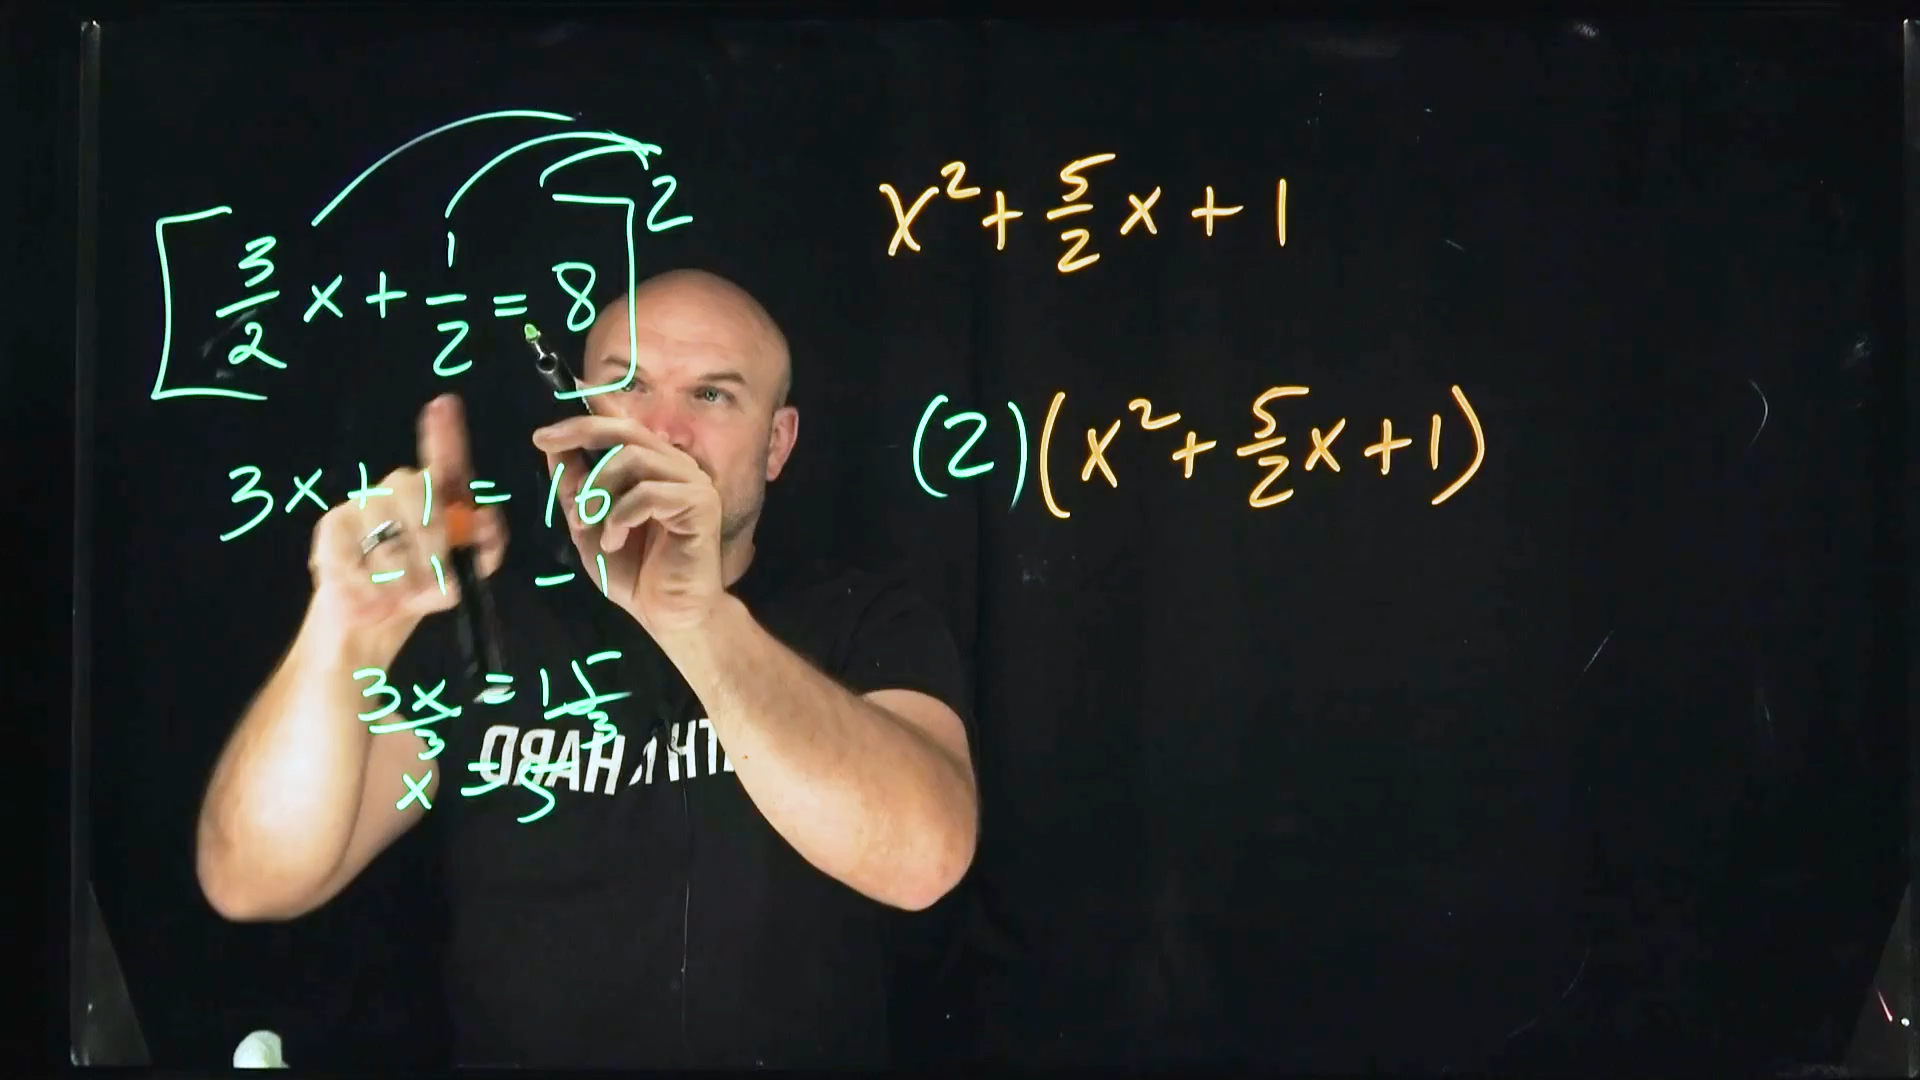 [3/2 x + 1/2 = 8]2
3x + 1 = 16
- 1 - 1
3x/3 = 15/3
x = 5
x² + 5/2 x + 1
(2)(x² + 5/2 x + 1)
HARD